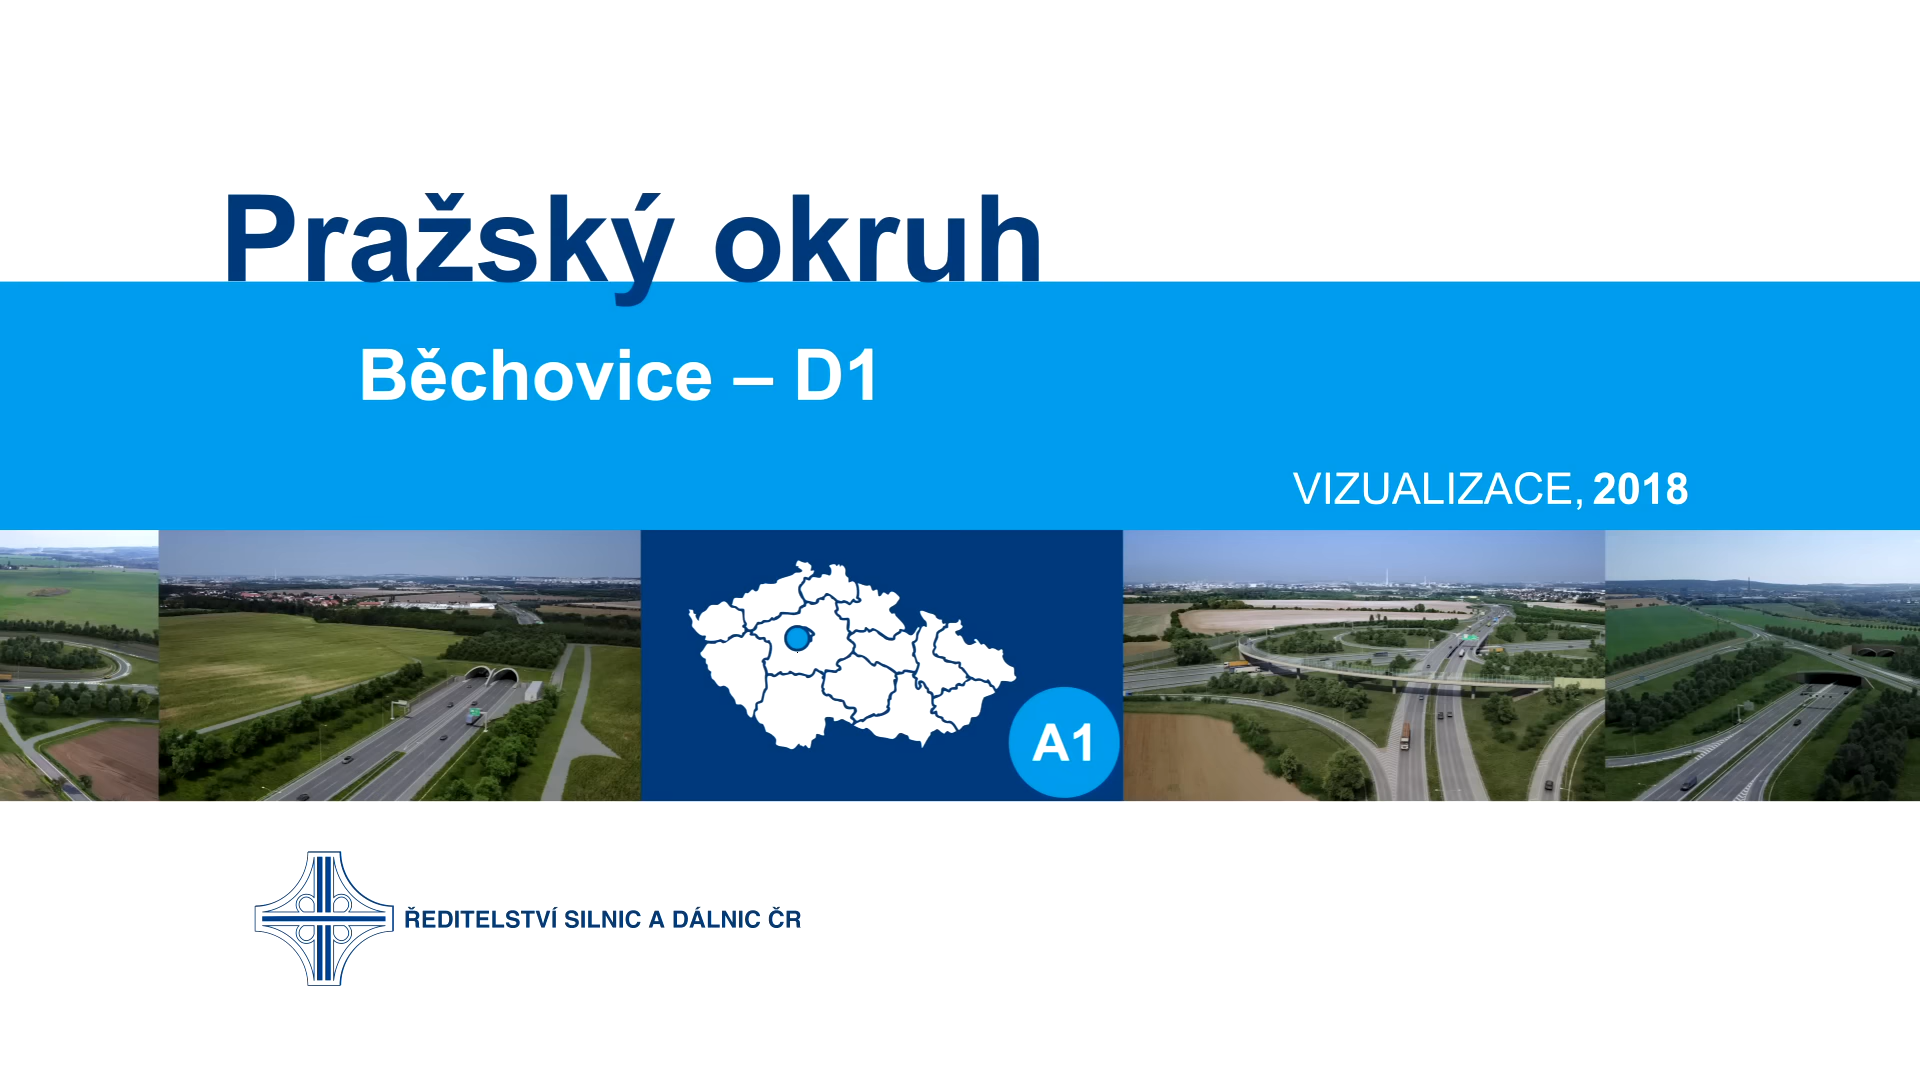 Pražský okruh
Běchovice – D1
VIZUALIZACE, 2018
A1
ŘEDITELSTVÍ SILNIC A DÁLNIC ČR